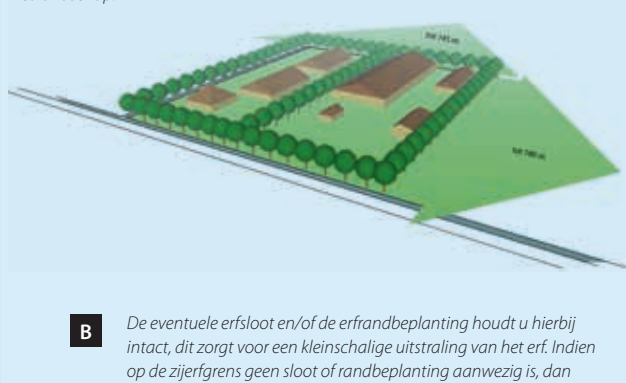 B
De eventuele erfsloot en/of de erfrandbeplanting houdt u hierbij
intact, dit zorgt voor een kleinschalige uitstraling van het erf. Indien
op de zijerfgrens geen sloot of randbeplanting aanwezig is, dan